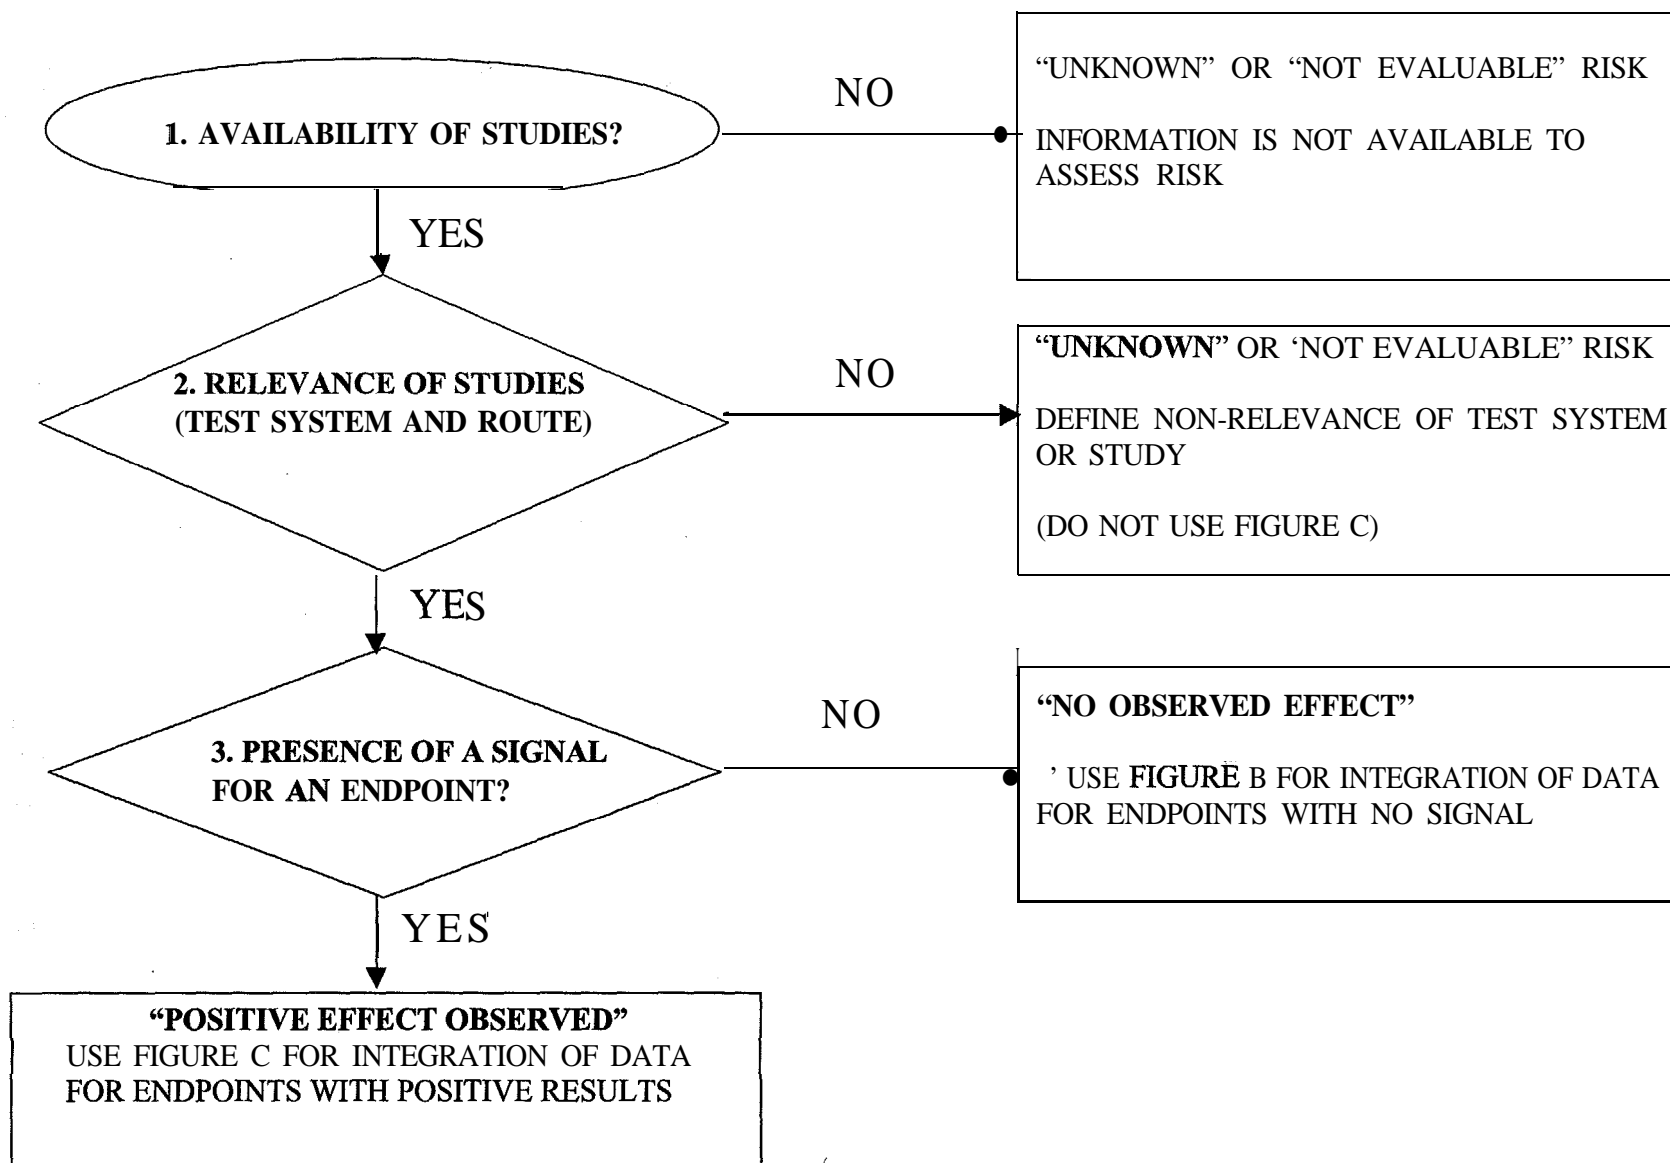 1. AVAILABILITY OF STUDIES?
NO
“UNKNOWN” OR “NOT EVALUABLE” RISK
INFORMATION IS NOT AVAILABLE TO
ASSESS RISK
YES
2. RELEVANCE OF STUDIES
(TEST SYSTEM AND ROUTE)
NO
“UNKNOWN” OR ‘NOT EVALUABLE” RISK
DEFINE NON-RELEVANCE OF TEST SYSTEM
OR STUDY
(DO NOT USE FIGURE C)
YES
3. PRESENCE OF A SIGNAL
FOR AN ENDPOINT?
NO
“NO OBSERVED EFFECT”
’ USE FIGURE B FOR INTEGRATION OF DATA
FOR ENDPOINTS WITH NO SIGNAL
YES
“POSITIVE EFFECT OBSERVED”
USE FIGURE C FOR INTEGRATION OF DATA
FOR ENDPOINTS WITH POSITIVE RESULTS